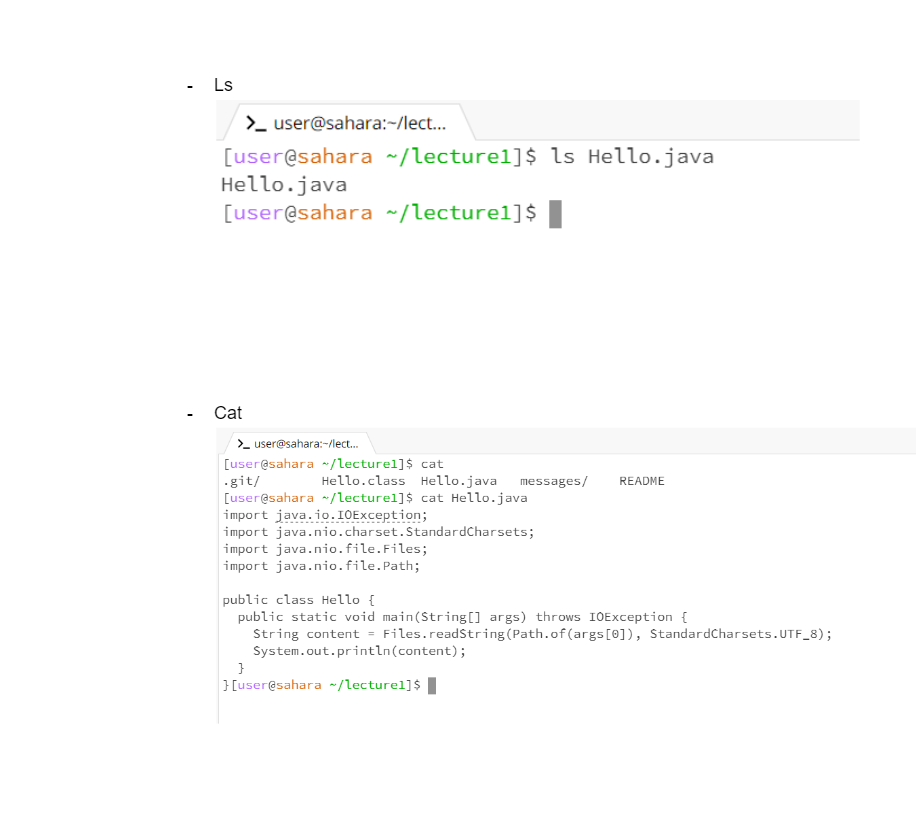 - Ls
>_ user@sahara:~/lect...
[user@sahara ~/lecture1]$ ls Hello.java
Hello.java
[user@sahara ~/lecture1]$
- Cat
>_ user@sahara:~/lect...
[user@sahara ~/lecture1]$ cat
.git/        Hello.class  Hello.java   messages/    README
[user@sahara ~/lecture1]$ cat Hello.java
import java.io.IOException;
import java.nio.charset.StandardCharsets;
import java.nio.file.Files;
import java.nio.file.Path;

public class Hello {
  public static void main(String[] args) throws IOException {
    String content = Files.readString(Path.of(args[0]), StandardCharsets.UTF_8);
    System.out.println(content);
  }
}[user@sahara ~/lecture1]$